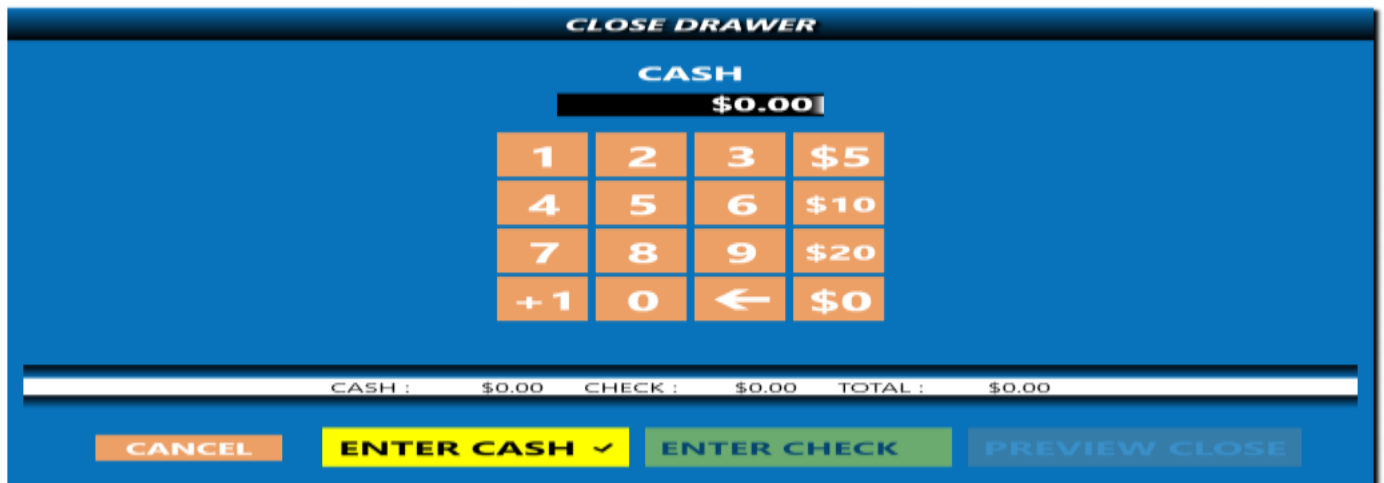 CLOSE DRAWER
CASH
$0.00
1 2 3 $5
4 5 6 $10
7 8 9 $20
+1 0 ← $0
CASH : $0.00 CHECK : $0.00 TOTAL : $0.00
CANCEL ENTER CASH ✓ ENTER CHECK PREVIEW CLOSE